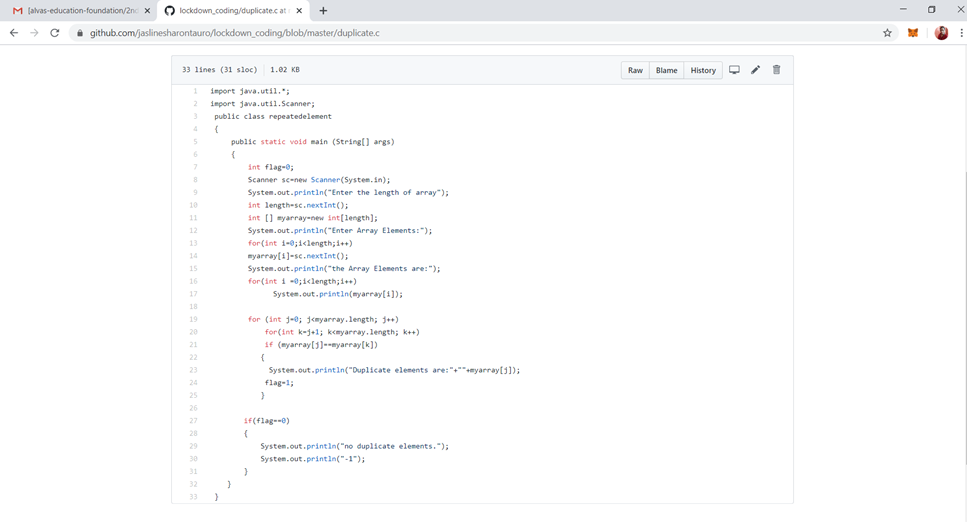 [alvas-education-foundation/2nd
lockdown_coding/duplicate.c at
github.com/jaslinesharontauro/lockdown_coding/blob/master/duplicate.c
33 lines (31 sloc) 1.02 KB
Raw Blame History
1 import java.util.*;
2 import java.util.Scanner;
3 public class repeatedelement
4 {
5 public static void main (String[] args)
6 {
7 int flag=0;
8 Scanner sc=new Scanner(System.in);
9 System.out.println("Enter the length of array");
10 int length=sc.nextInt();
11 int [] myarray=new int[length];
12 System.out.println("Enter Array Elements:");
13 for(int i=0;i<length;i++)
14 myarray[i]=sc.nextInt();
15 System.out.println("the Array Elements are:");
16 for(int i =0;i<length;i++)
17 System.out.println(myarray[i]);
18
19 for (int j=0; j<myarray.length; j++)
20 for(int k=j+1; k<myarray.length; k++)
21 if (myarray[j]==myarray[k])
22 {
23 System.out.println("Duplicate elements are:"+""+myarray[j]);
24 flag=1;
25 }
26
27 if(flag==0)
28 {
29 System.out.println("no duplicate elements.");
30 System.out.println("-1");
31 }
32 }
33 }